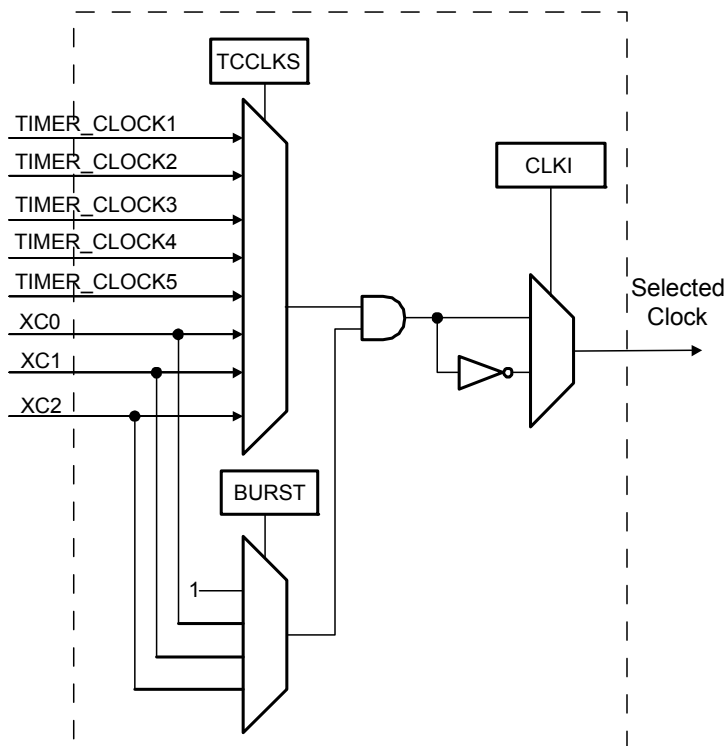 TCCLKS
TIMER_CLOCK1
TIMER_CLOCK2
TIMER_CLOCK3
TIMER_CLOCK4
TIMER_CLOCK5
XC0
XC1
XC2
CLKI
Selected
Clock
BURST
1